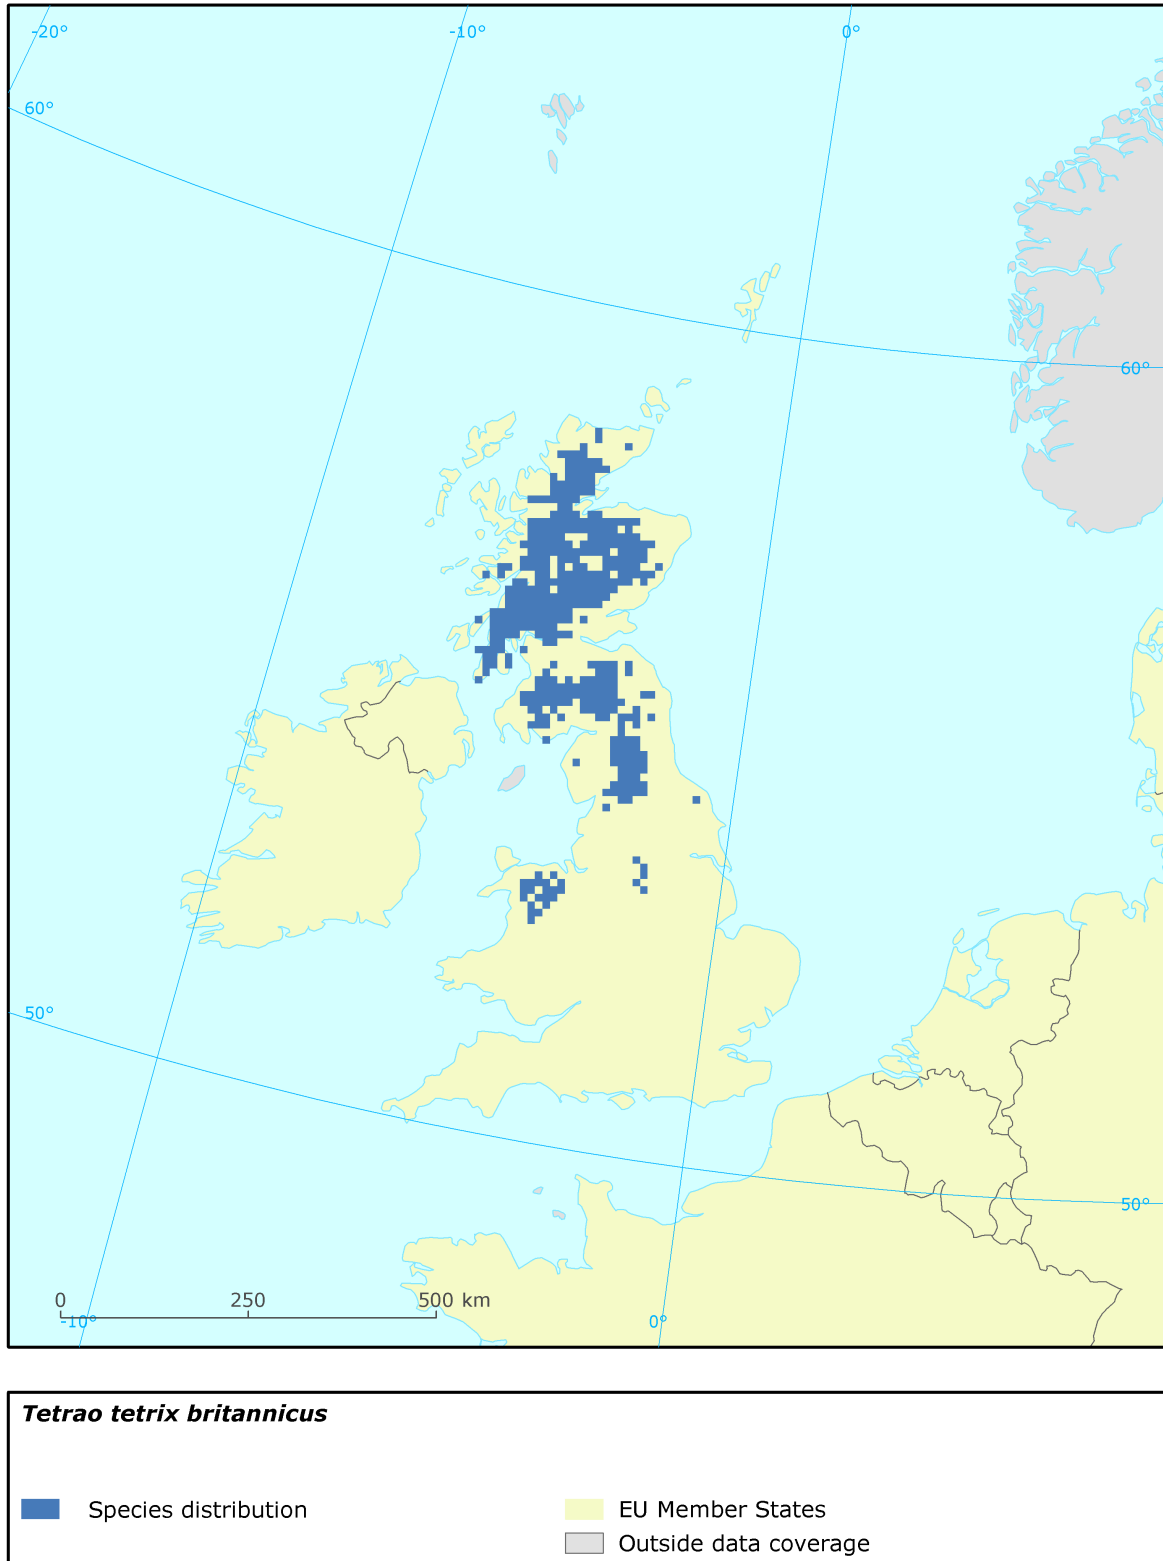 -20°
-10°
0°
60°
60°
50°
50°
0 250 500 km
-10°
0°
Tetrao tetrix britannicus
Species distribution
EU Member States
Outside data coverage